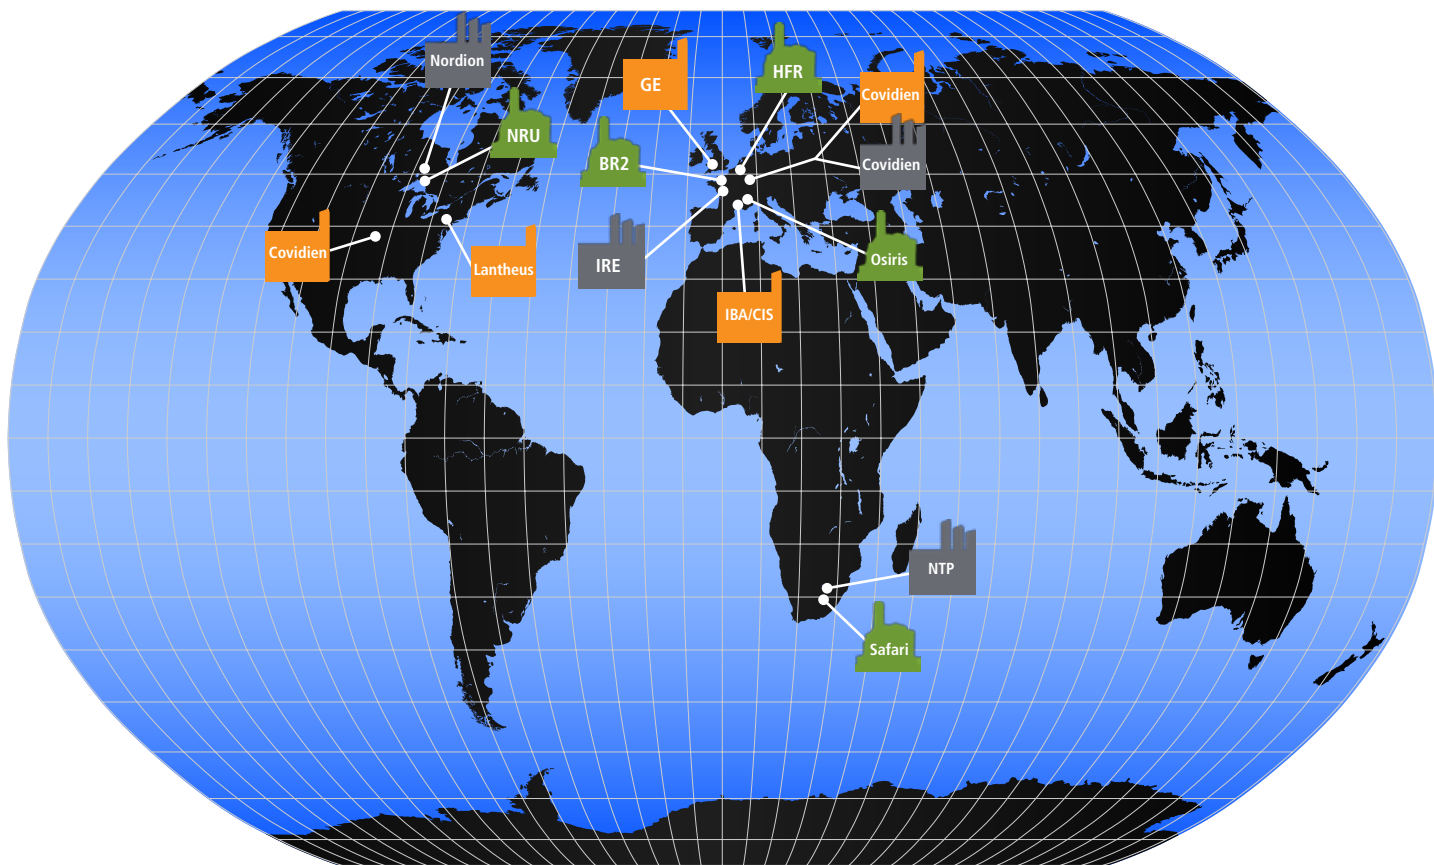 Nordion
GE
HFR
Covidien
NRU
BR2
Covidien
Covidien
Lantheus
IRE
Osiris
IBA/CIS
NTP
Safari